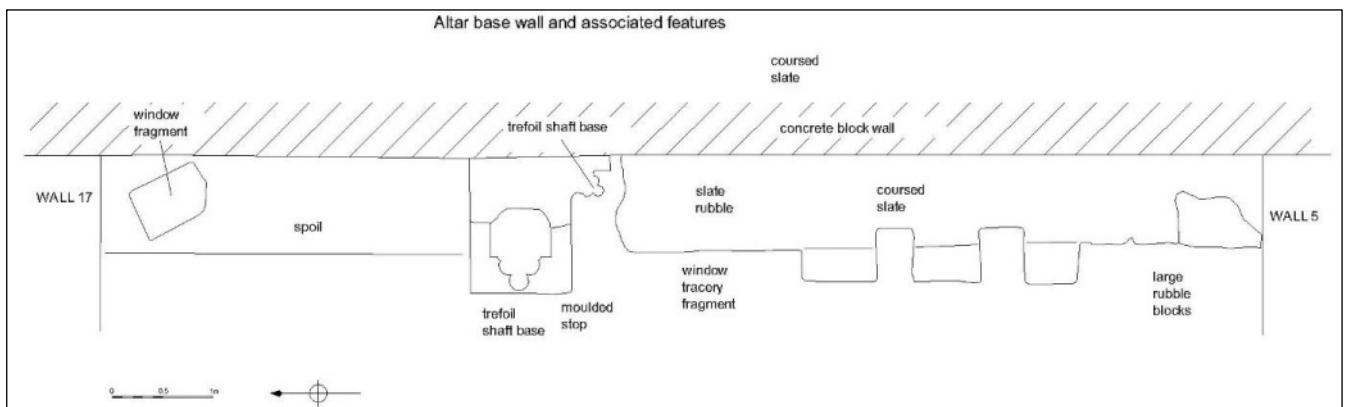 Altar base wall and associated features
coursed
slate
window
fragment
trefoil shaft base
concrete block wall
WALL 17
spoil
slate
rubble
coursed
slate
WALL 5
trefoil
shaft base
moulded
stop
window
tracery
fragment
large
rubble
blocks
0 0.5 1m